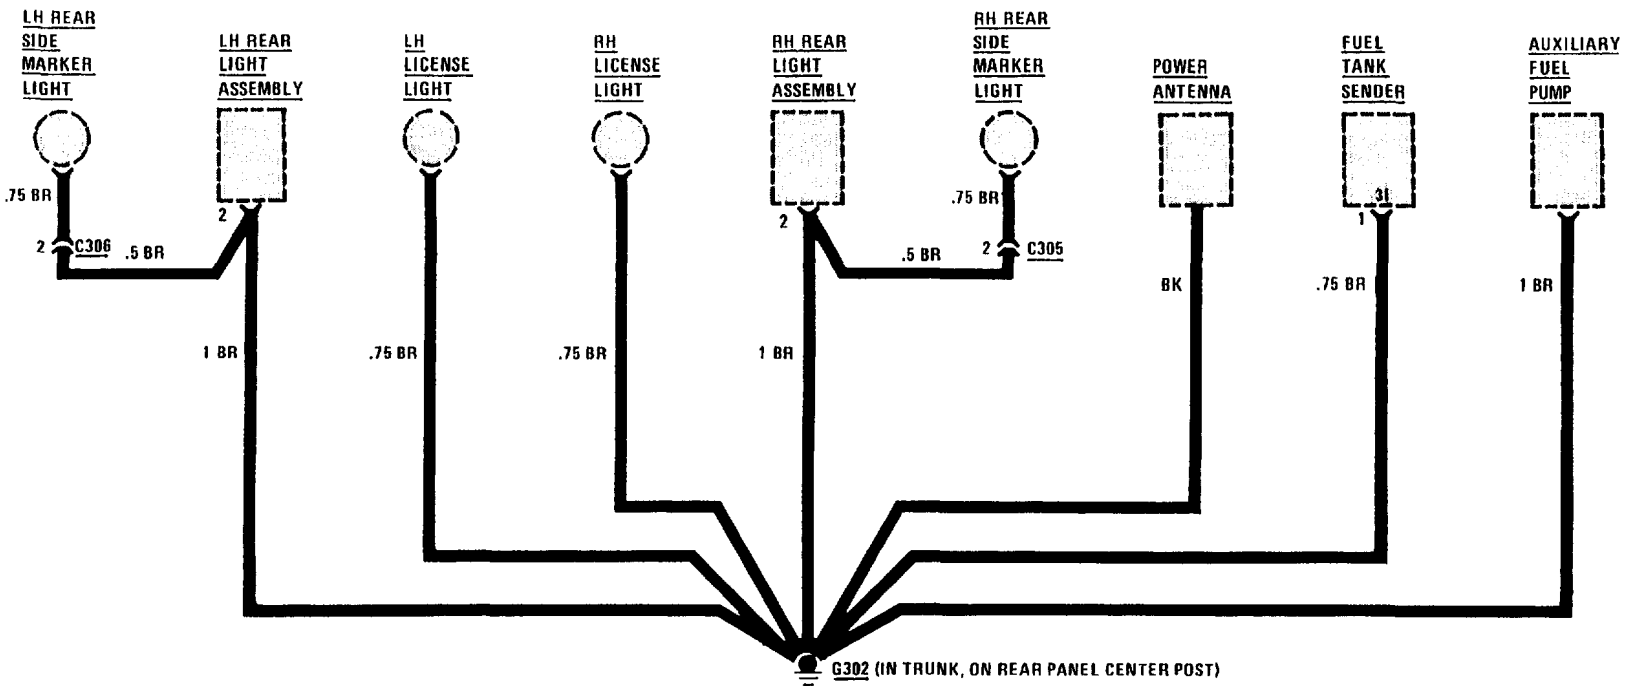 LH REAR
SIDE
MARKER
LIGHT
LH REAR
LIGHT
ASSEMBLY
LH
LICENSE
LIGHT
RH
LICENSE
LIGHT
RH REAR
LIGHT
ASSEMBLY
RH REAR
SIDE
MARKER
LIGHT
POWER
ANTENNA
FUEL
TANK
SENDER
AUXILIARY
FUEL
PUMP
.75 BR
2
C306
.5 BR
2
2
.75 BR
2
C305
.5 BR
31
1
BK
.75 BR
1 BR
1 BR
.75 BR
.75 BR
1 BR
G302 (IN TRUNK, ON REAR PANEL CENTER POST)